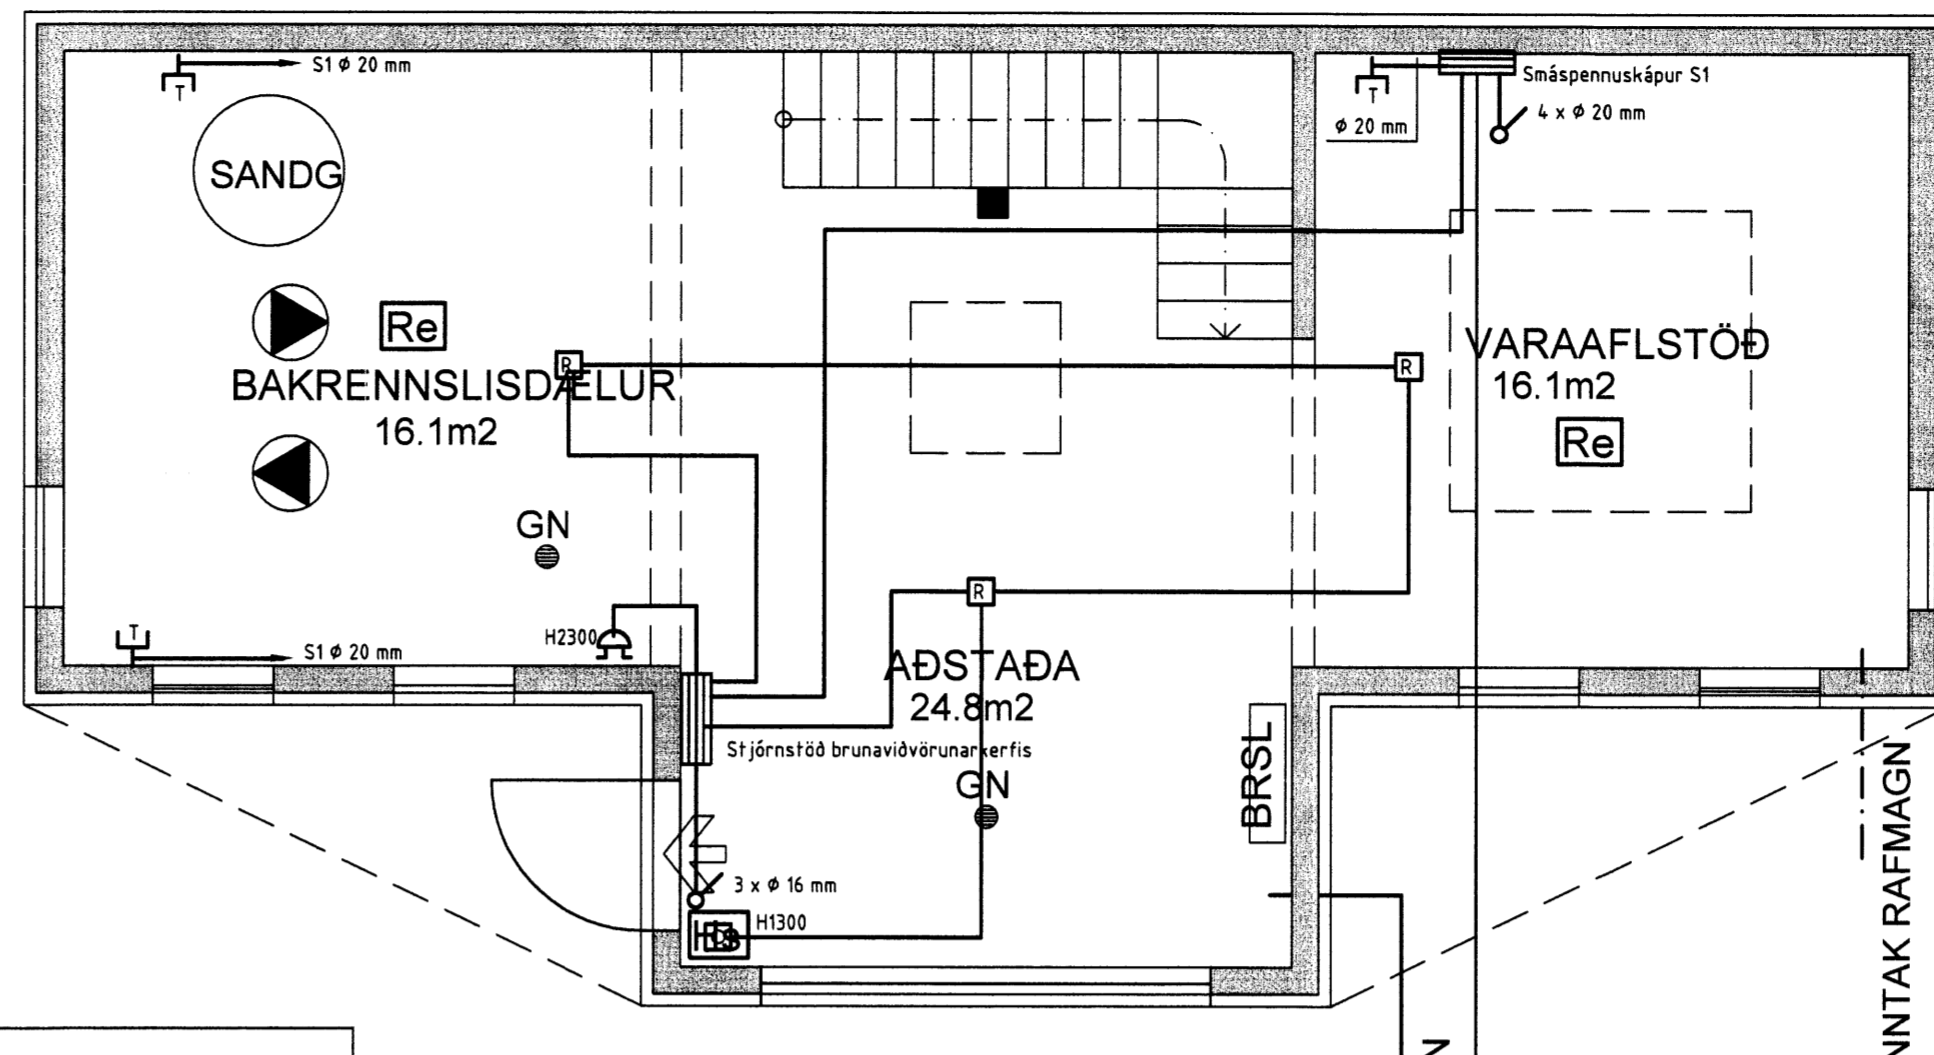 S1 ϕ 20 mm
T
SANDG
T
ϕ 20 mm
Smáspennuskápur S1
4 x ϕ 20 mm
Re
R
BAKRENNSLISDÆLUR
16.1m2
R
VARAAFLSTÖÐ
16.1m2
Re
GN
R
T
S1 ϕ 20 mm
H2300
AÐSTAÐA
24.8m2
Stjórnstöð brunaviðvörunarkerfis
GN
BRSL
3 x ϕ 16 mm
H1300
NNTAK RAFMAGN
N